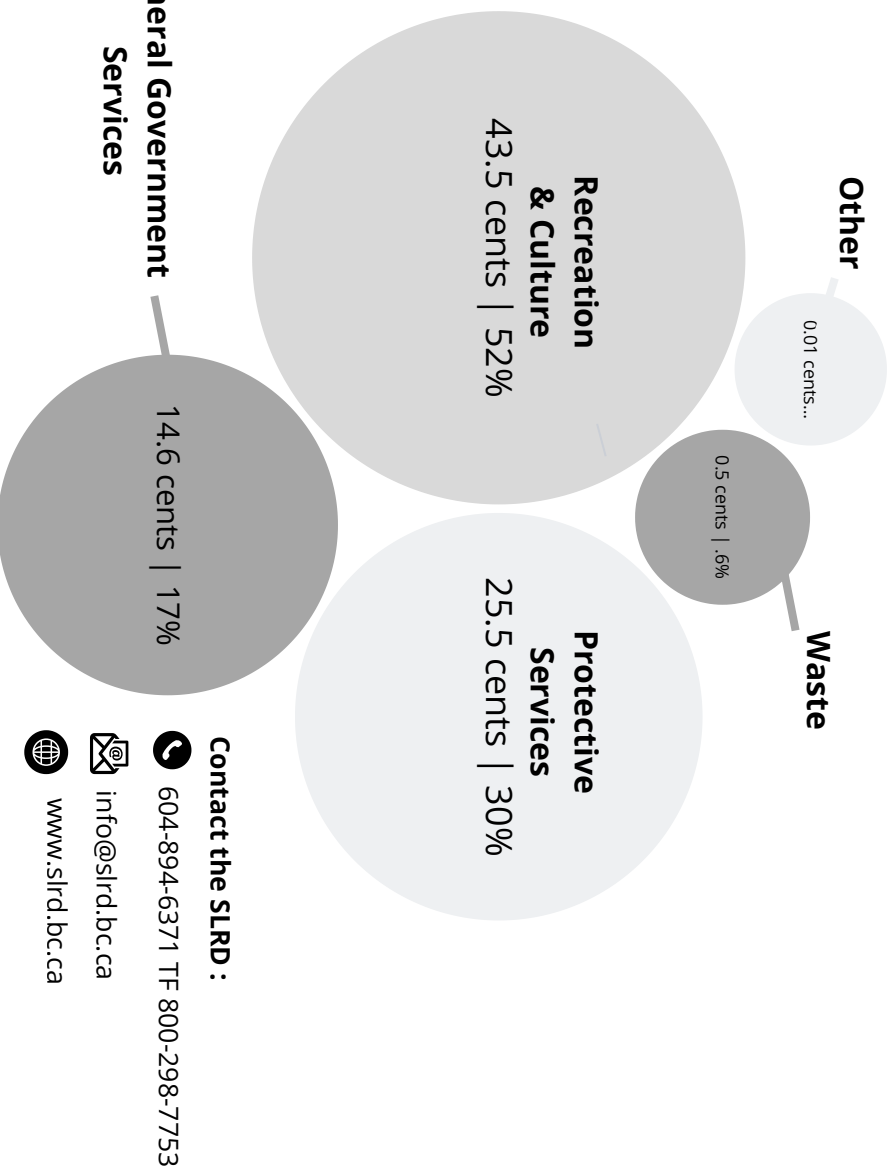 Other
0.01 cents...
Waste
0.5 cents | .6%
Recreation
& Culture
43.5 cents | 52%
Protective
Services
25.5 cents | 30%
neral Government
Services
14.6 cents | 17%
Contact the SLRD :
604-894-6371 TF 800-298-7753
info@slrd.bc.ca
www.slrd.bc.ca